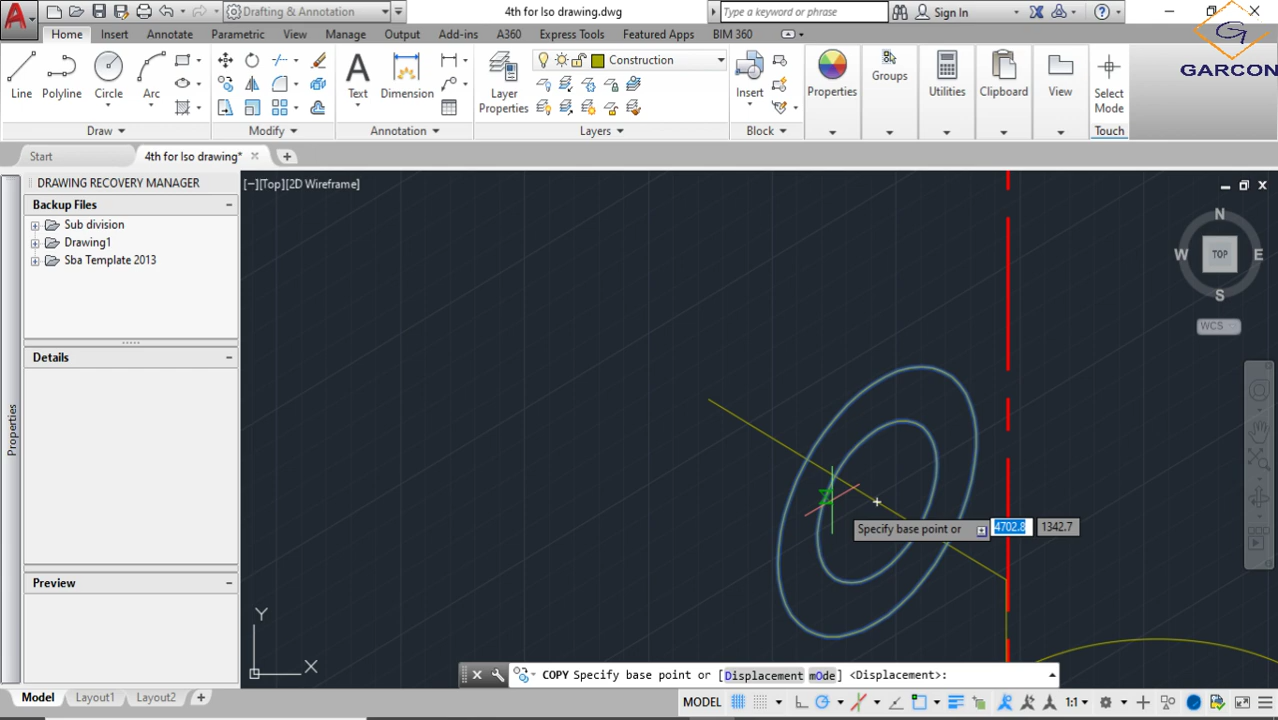 Drafting & Annotation
4th for Iso drawing.dwg
Type a keyword or phrase
Sign In
GARCON
Home Insert Annotate Parametric View Manage Output Add-ins A360 Express Tools Featured Apps BIM 360
Line Polyline Circle Arc
Text Dimension
Layer Properties
Construction
Insert
Properties
Groups
Utilities
Clipboard
View
Select Mode
Draw Modify Annotation Layers Block Touch
Start 4th for Iso drawing*
DRAWING RECOVERY MANAGER
Backup Files
Sub division
Drawing1
Sba Template 2013
Details
Preview
Properties
[−][Top][2D Wireframe]
N
W TOP E
S
WCS
Specify base point or 4702.8 1342.7
Y
X
COPY Specify base point or [Displacement mOde] <Displacement>:
Model Layout1 Layout2
MODEL 1:1